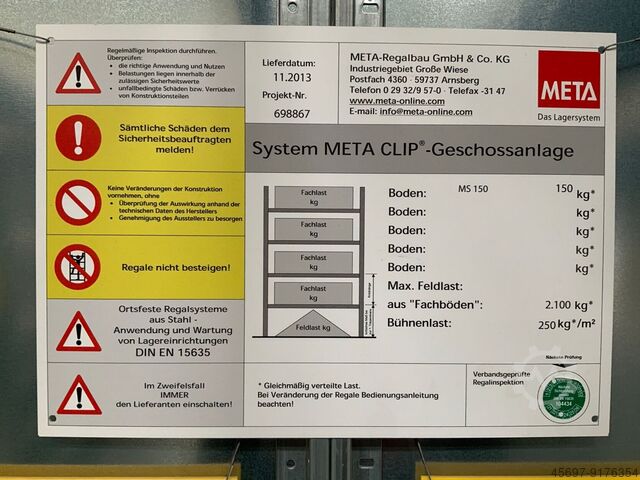 Regelmäßige Inspektion durchführen.
Überprüfen:
• die richtige Anwendung und Nutzen
• Belastungen liegen innerhalb der
zulässigen Sicherheitswerte
• unfallbedingte Schäden bzw. Verrücken
von Konstruktionsteilen
Sämtliche Schäden dem
Sicherheitsbeauftragten
melden!
Keine Veränderungen der Konstruktion
vornehmen, ohne
• Überprüfung der Auswirkung anhand der
technischen Daten des Herstellers
• Genehmigung des Ausstellers zu besorgen
Regale nicht besteigen!
Ortsfeste Regalsysteme
aus Stahl -
Anwendung und Wartung
von Lagereinrichtungen
DIN EN 15635
Im Zweifelsfall
IMMER
den Lieferanten einschalten!
Lieferdatum:
11.2013
Projekt-Nr.
698867
META-Regalbau GmbH & Co. KG
Industriegebiet Große Wiese
Postfach 4360 · 59737 Arnsberg
Telefon 0 29 32/9 57-0 · Telefax -31 47
www.meta-online.com
E-mail: info@meta-online.com
META
Das Lagersystem
System META CLIP®-Geschossanlage
Fachlast
kg
Fachlast
kg
Fachlast
kg
Fachlast
kg
Feldlast kg
Boden: MS 150 150 kg*
Boden: kg*
Boden: kg*
Boden: kg*
Boden: kg*
Max. Feldlast:
aus "Fachböden": 2.100 kg*
Bühnenlast: 250 kg*/m²
* Gleichmäßig verteilte Last.
Bei Veränderung der Regale Bedienungsanleitung
beachten!
Nächste Prüfung
Verbandsgeprüfte
Regalinspektion
104434
45697-9176354